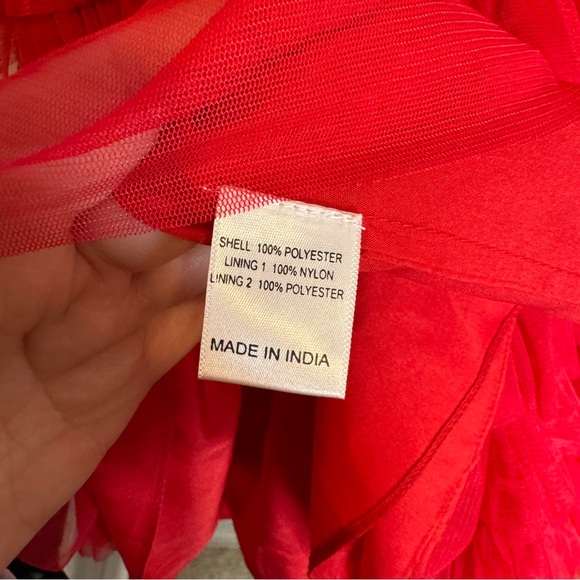 SHELL 100% POLYESTER
LINING 1 100% NYLON
LINING 2 100% POLYESTER
MADE IN INDIA